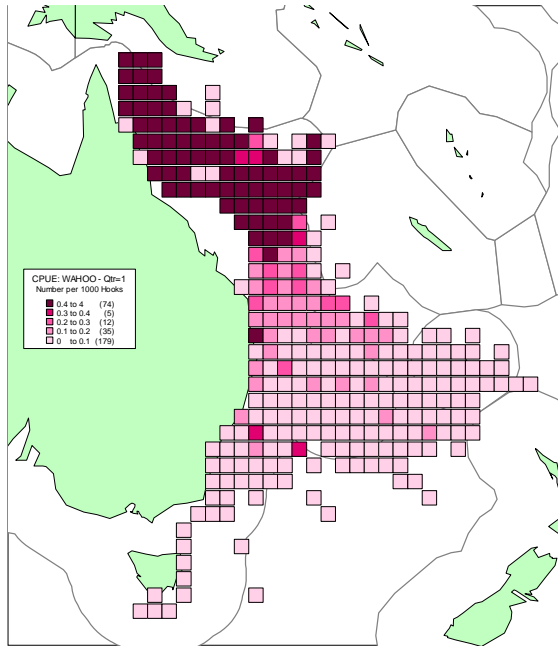 CPUE: WAHOO - Qtr=1
Number per 1000 Hooks
0.4 to 4 (74)
0.3 to 0.4 (5)
0.2 to 0.3 (12)
0.1 to 0.2 (35)
0 to 0.1 (179)